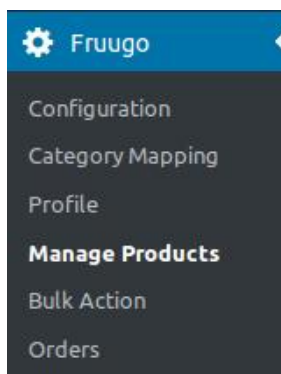 Fruugo
Configuration
Category Mapping
Profile
Manage Products
Bulk Action
Orders